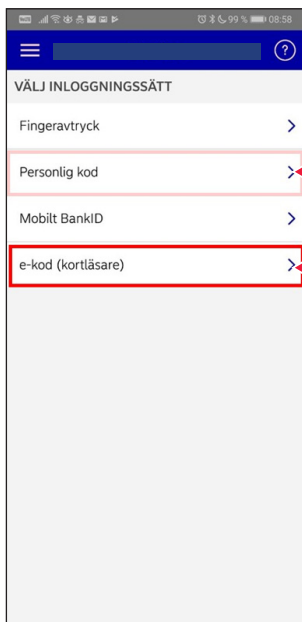 99 % 08:58
?
VÄLJ INLOGGNINGSSÄTT
Fingeravtryck
Personlig kod
Mobilt BankID
e-kod (kortläsare)